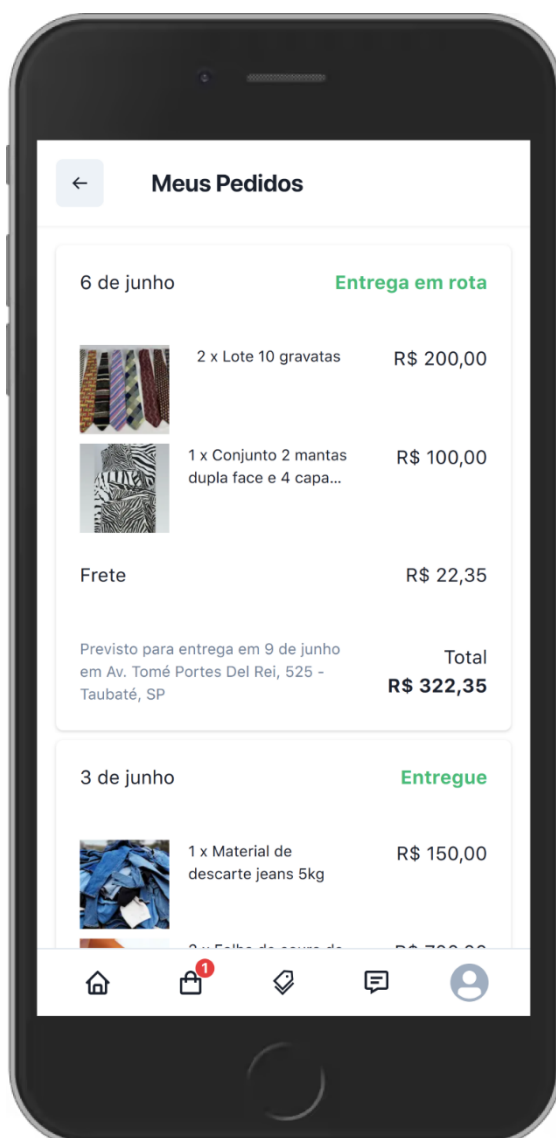 Meus Pedidos
6 de junho
Entrega em rota
2 x Lote 10 gravatas
R$ 200,00
1 x Conjunto 2 mantas
dupla face e 4 capa...
R$ 100,00
Frete
R$ 22,35
Previsto para entrega em 9 de junho
em Av. Tomé Portes Del Rei, 525 -
Taubaté, SP
Total
R$ 322,35
3 de junho
Entregue
1 x Material de
descarte jeans 5kg
R$ 150,00
1